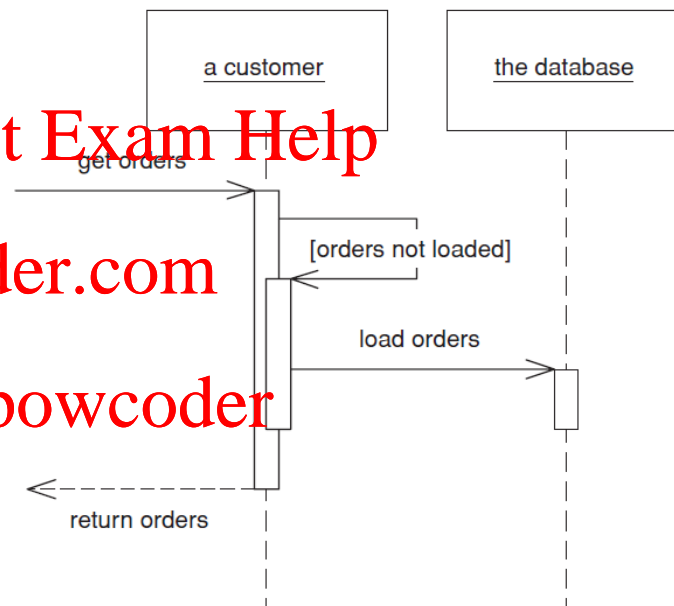 a customer
the database
t Exam Help
get orders
[orders not loaded]
der.com
load orders
powcoder
return orders